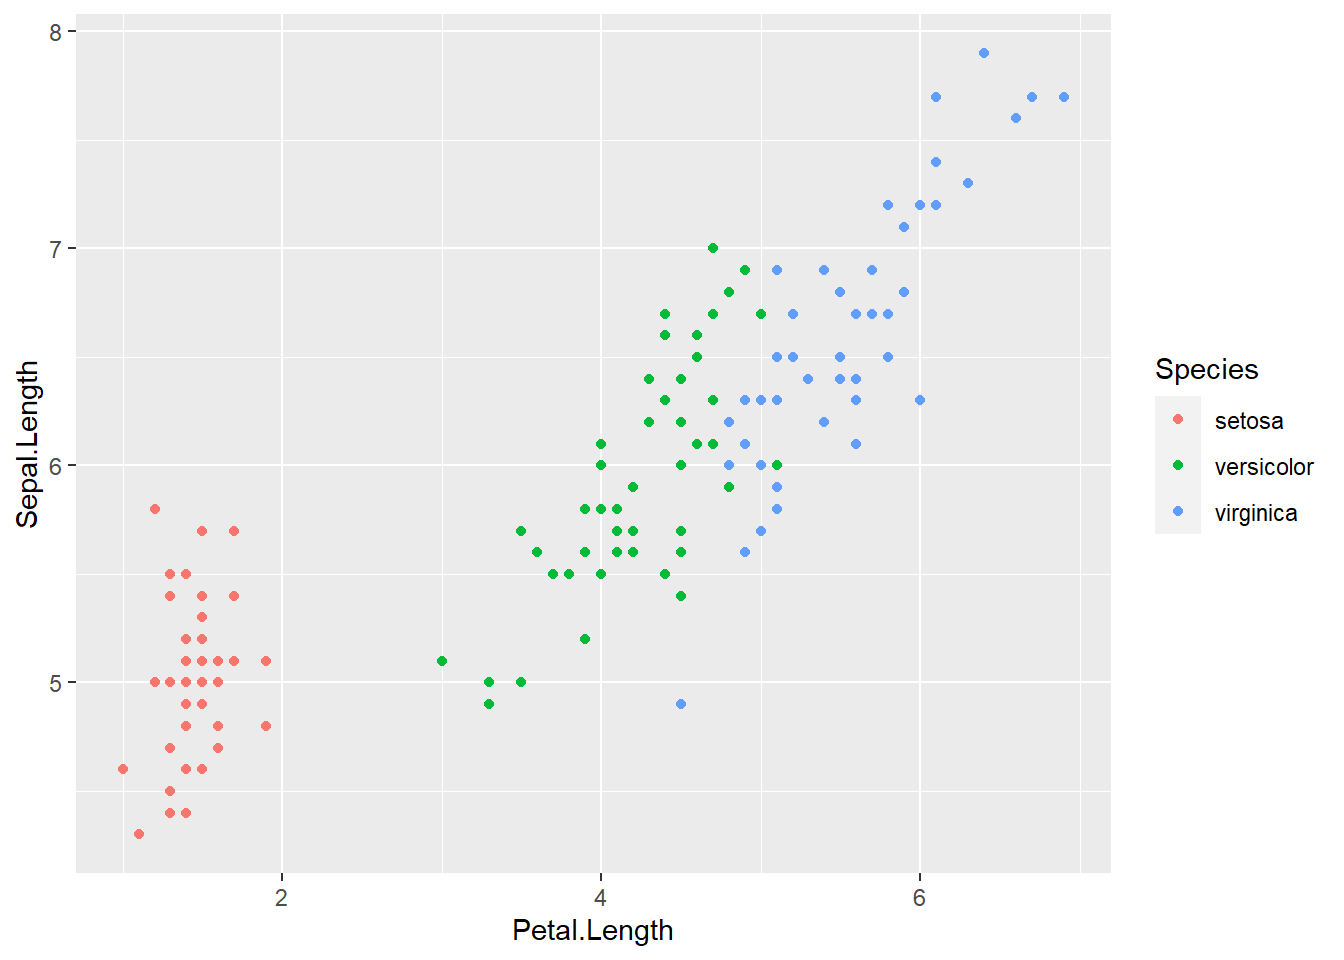 8
7
6
5
Sepal.Length
2 4 6
Petal.Length
Species
setosa
versicolor
virginica